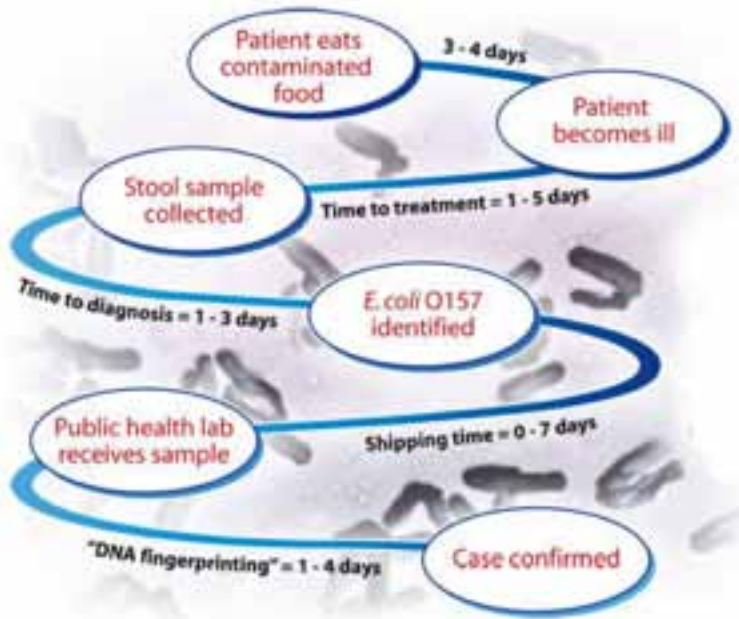 Patient eats
contaminated
food
3 - 4 days
Patient
becomes ill
Time to treatment = 1 - 5 days
Stool sample
collected
Time to diagnosis = 1 - 3 days
E. coli O157
identified
Shipping time = 0 - 7 days
Public health lab
receives sample
"DNA fingerprinting" = 1 - 4 days
Case confirmed